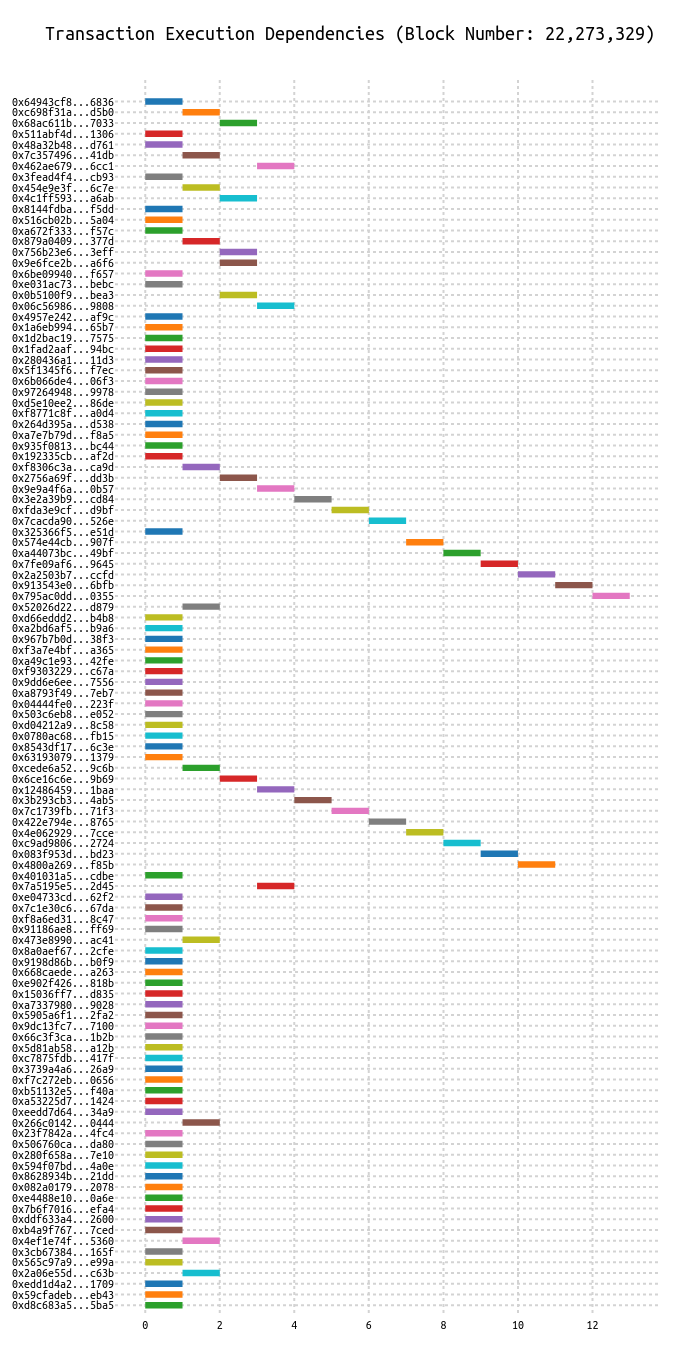 Transaction Execution Dependencies (Block Number: 22,273,329)
0x64943cf8...6836
0xc698f31a...d5b0
0x68ac611b...7033
0x511abf4d...1306
0x48a32b48...d761
0x7c357496...41db
0x462ae679...6cc1
0x3fead4f4...cb93
0x454e9e3f...6c7e
0x4c1ff593...a6ab
0x8144fdba...f5dd
0x516cb02b...5a04
0xa672f333...f57c
0x879a0409...377d
0x756b23e6...3eff
0x9e6fce2b...a6f6
0x6be09940...f657
0xe031ac73...bebc
0x0b5100f9...bea3
0x06c56986...9808
0x4957e242...af9c
0x1a6eb994...65b7
0x1d2bac19...7575
0x1fad2aaf...94bc
0x280436a1...11d3
0x5f1345f6...f7ec
0x6b066de4...06f3
0x97264948...9978
0xd5e10ee2...86de
0xf8771c8f...a0d4
0x264d395a...d538
0xa7e7b79d...f8a5
0x935f0813...bc44
0x192335cb...af2d
0xf8306c3a...ca9d
0x2756a69f...dd3b
0x9e9a4f6a...0b57
0x3e2a39b9...cd84
0xfda3e9cf...d9bf
0x7cacda90...526e
0x325366f5...e51d
0x574e44cb...907f
0xa44073bc...49bf
0x7fe09af6...9645
0x2a2503b7...ccfd
0x913543e0...6bfb
0x795ac0dd...0355
0x52026d22...d879
0xd66eddd2...b4b8
0xa2bd6af5...b9a6
0x967b7b0d...38f3
0xf3a7e4bf...a365
0xa49c1e93...42fe
0xf9303229...c67a
0x9dd6e6ee...7556
0xa8793f49...7eb7
0x04444fe0...223f
0x503c6eb8...e052
0xd04212a9...8c58
0x0780ac68...fb15
0x8543df17...6c3e
0x63193079...1379
0xcede6a52...9c6b
0x6ce16c6e...9b69
0x12486459...1baa
0x3b293cb3...4ab5
0x7c1739fb...71f3
0x422e794e...8765
0x4e062929...7cce
0xc9ad9806...2724
0x083f953d...bd23
0x4800a269...f85b
0x401031a5...cdbe
0x7a5195e5...2d45
0xe04733cd...62f2
0x7c1e30c6...67da
0xf8a6ed31...8c47
0x91186ae8...ff69
0x473e8990...ac41
0x8a0aef67...2cfe
0x9198d86b...b0f9
0x668caede...a263
0xe902f426...818b
0x15036ff7...d835
0xa7337980...9028
0x5905a6f1...2fa2
0x9dc13fc7...7100
0x66c3f3ca...1b2b
0x5d81ab58...a12b
0xc7875fdb...417f
0x3739a4a6...26a9
0xf7c272eb...0656
0xb51132e5...f40a
0xa53225d7...1424
0xeedd7d64...34a9
0x266c0142...0444
0x23f7842a...4fc4
0x506760ca...da80
0x280f658a...7e10
0x594f07bd...4a0e
0x8628934b...21dd
0x082a0179...2078
0xe4488e10...0a6e
0x7b6f7016...efa4
0xddf633a4...2600
0xb4a9f767...7ced
0x4ef1e74f...5360
0x3cb67384...165f
0x565c97a9...e99a
0x2a06e55d...c63b
0xedd1d4a2...1709
0x59cfadeb...eb43
0xd8c683a5...5ba5
0 2 4 6 8 10 12